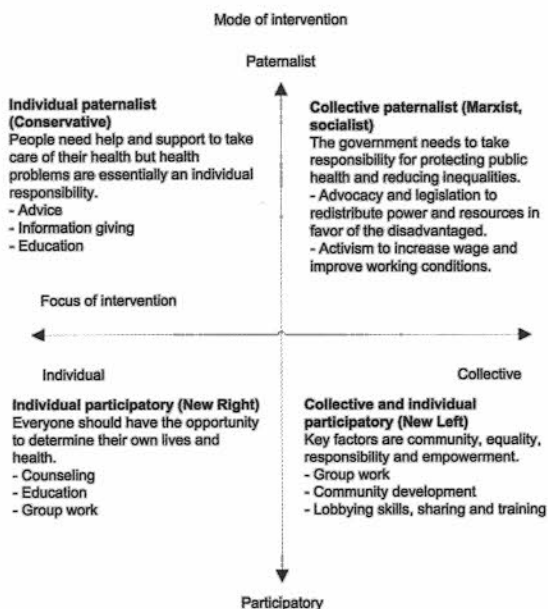 Mode of intervention
Paternalist
Individual paternalist
(Conservative)
People need help and support to take
care of their health but health
problems are essentially an individual
responsibility.
- Advice
- Information giving
- Education
Collective paternalist (Marxist,
socialist)
The government needs to take
responsibility for protecting public
health and reducing inequalities.
- Advocacy and legislation to
redistribute power and resources in
favor of the disadvantaged.
- Activism to increase wage and
improve working conditions.
Focus of intervention
Individual
Collective
Individual participatory (New Right)
Everyone should have the opportunity
to determine their own lives and
health.
- Counseling
- Education
- Group work
Collective and individual
participatory (New Left)
Key factors are community, equality,
responsibility and empowerment.
- Group work
- Community development
- Lobbying skills, sharing and training
Participatory